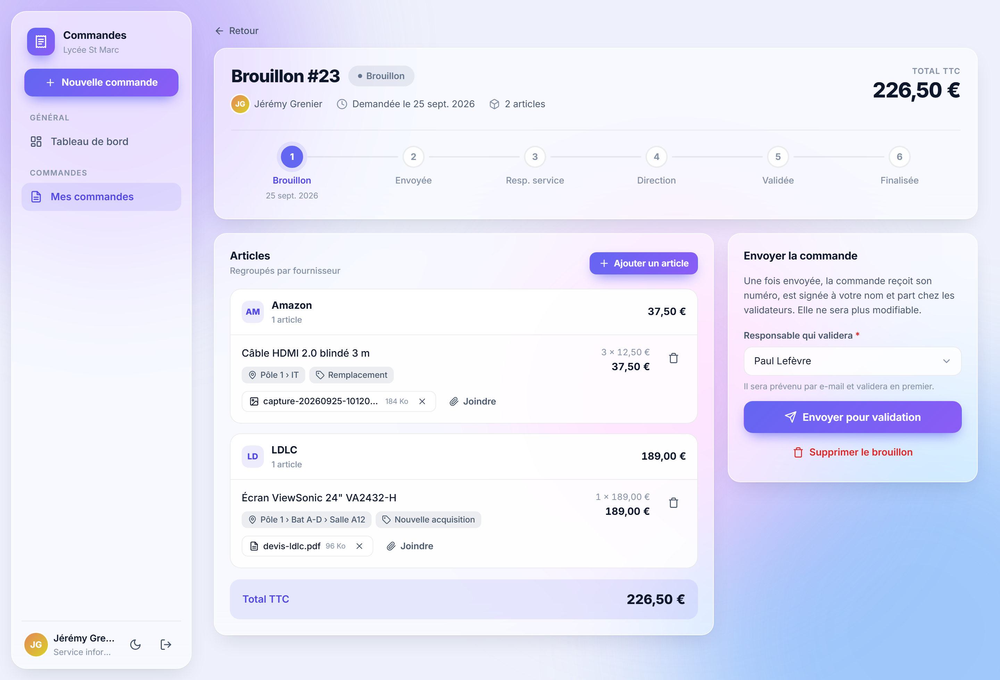 Commandes
Lycée St Marc
Nouvelle commande
GÉNÉRAL
Tableau de bord
COMMANDES
Mes commandes
JG
Jérémy Gre...
Service infor...
Retour
Brouillon #23
Brouillon
TOTAL TTC
226,50 €
JG Jérémy Grenier Demandée le 25 sept. 2026 2 articles
1 2 3 4 5 6
Brouillon Envoyée Resp. service Direction Validée Finalisée
25 sept. 2026
Articles
Regroupés par fournisseur
Ajouter un article
AM
Amazon
1 article
37,50 €
Câble HDMI 2.0 blindé 3 m
3 × 12,50 €
37,50 €
Pôle 1 › IT Remplacement
capture-20260925-10120... 184 Ko Joindre
LD
LDLC
1 article
189,00 €
Écran ViewSonic 24" VA2432-H
1 × 189,00 €
189,00 €
Pôle 1 › Bat A-D › Salle A12 Nouvelle acquisition
devis-ldlc.pdf 96 Ko Joindre
Total TTC 226,50 €
Envoyer la commande
Une fois envoyée, la commande reçoit son
numéro, est signée à votre nom et part chez les
validateurs. Elle ne sera plus modifiable.
Responsable qui validera *
Paul Lefèvre
Il sera prévenu par e-mail et validera en premier.
Envoyer pour validation
Supprimer le brouillon